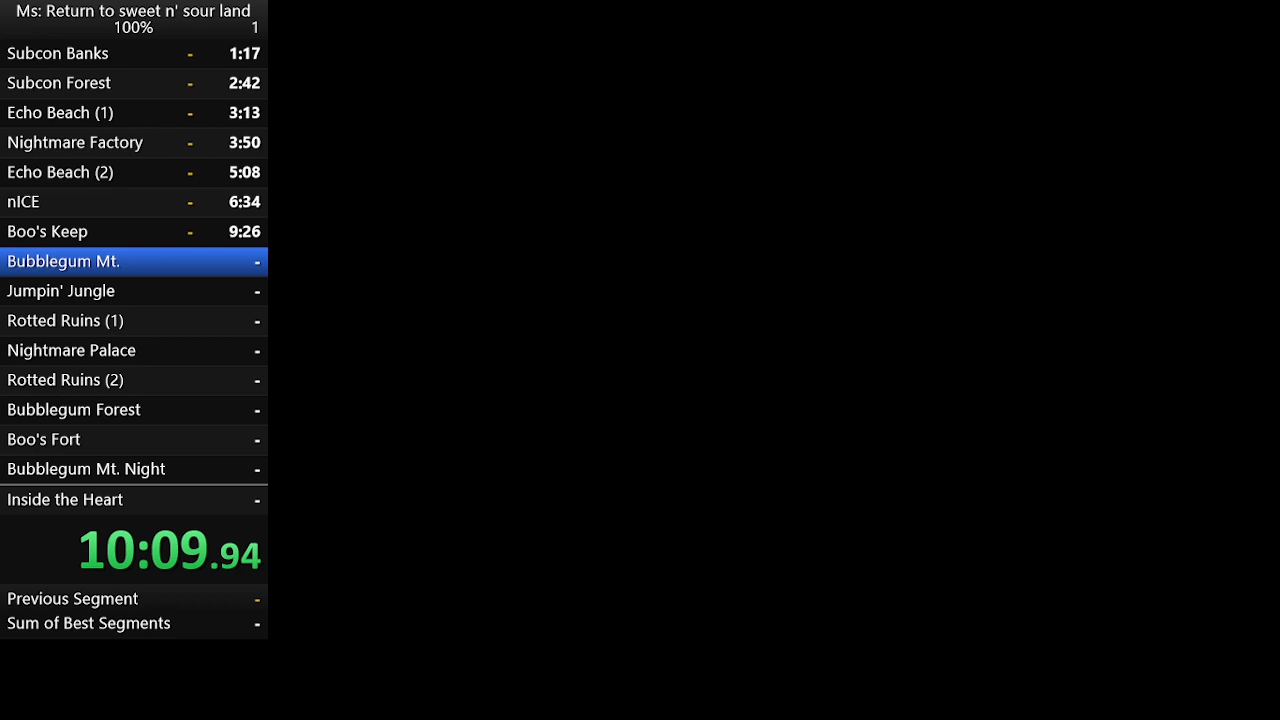 Ms: Return to sweet n' sour land
100% 1
Subcon Banks - 1:17
Subcon Forest - 2:42
Echo Beach (1) - 3:13
Nightmare Factory - 3:50
Echo Beach (2) - 5:08
nICE - 6:34
Boo's Keep - 9:26
Bubblegum Mt. -
Jumpin' Jungle -
Rotted Ruins (1) -
Nightmare Palace -
Rotted Ruins (2) -
Bubblegum Forest -
Boo's Fort -
Bubblegum Mt. Night -
Inside the Heart -
10:09.94
Previous Segment -
Sum of Best Segments -